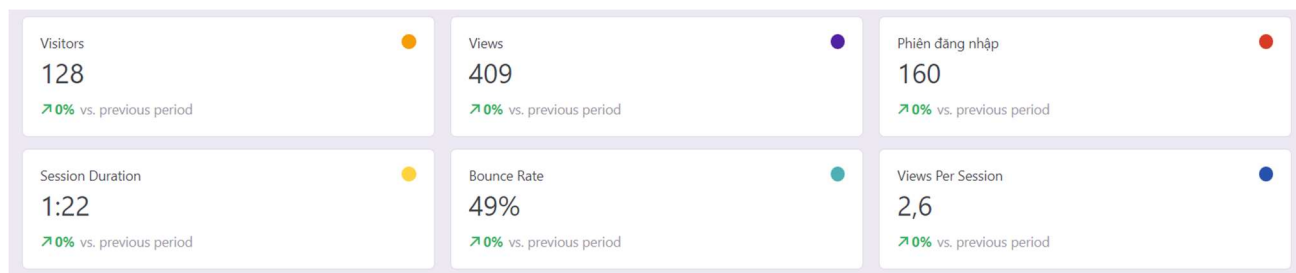 Visitors
128
0% vs. previous period
Views
409
0% vs. previous period
Phiên đăng nhập
160
0% vs. previous period
Session Duration
1:22
0% vs. previous period
Bounce Rate
49%
0% vs. previous period
Views Per Session
2,6
0% vs. previous period